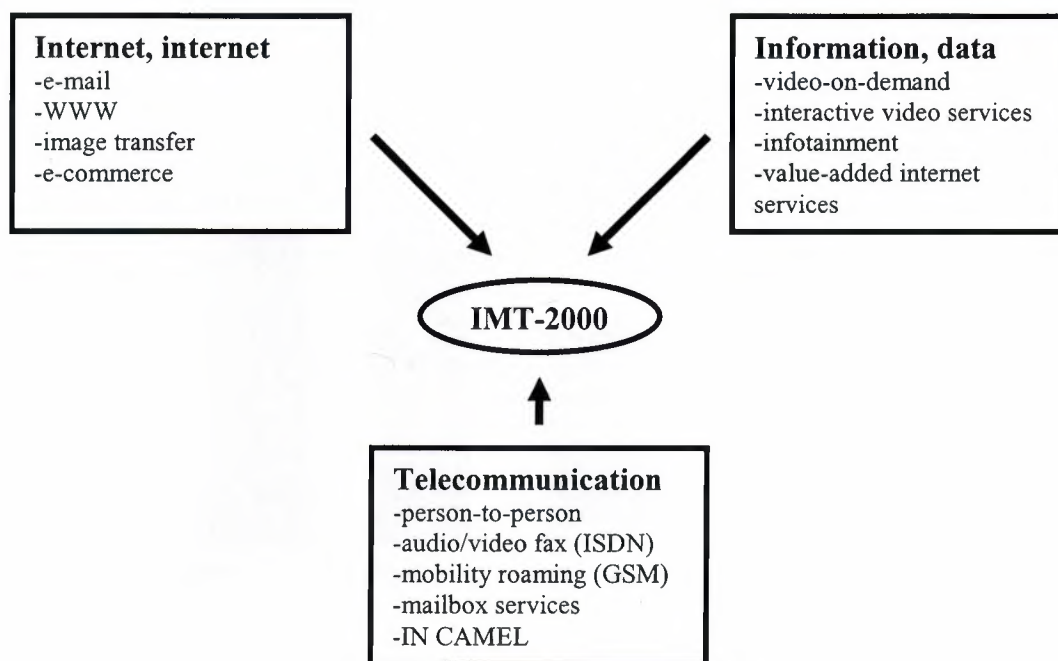 Internet, internet
-e-mail
-WWW
-image transfer
-e-commerce
Information, data
-video-on-demand
-interactive video services
-infotainment
-value-added internet
services
IMT-2000
Telecommunication
-person-to-person
-audio/video fax (ISDN)
-mobility roaming (GSM)
-mailbox services
-IN CAMEL